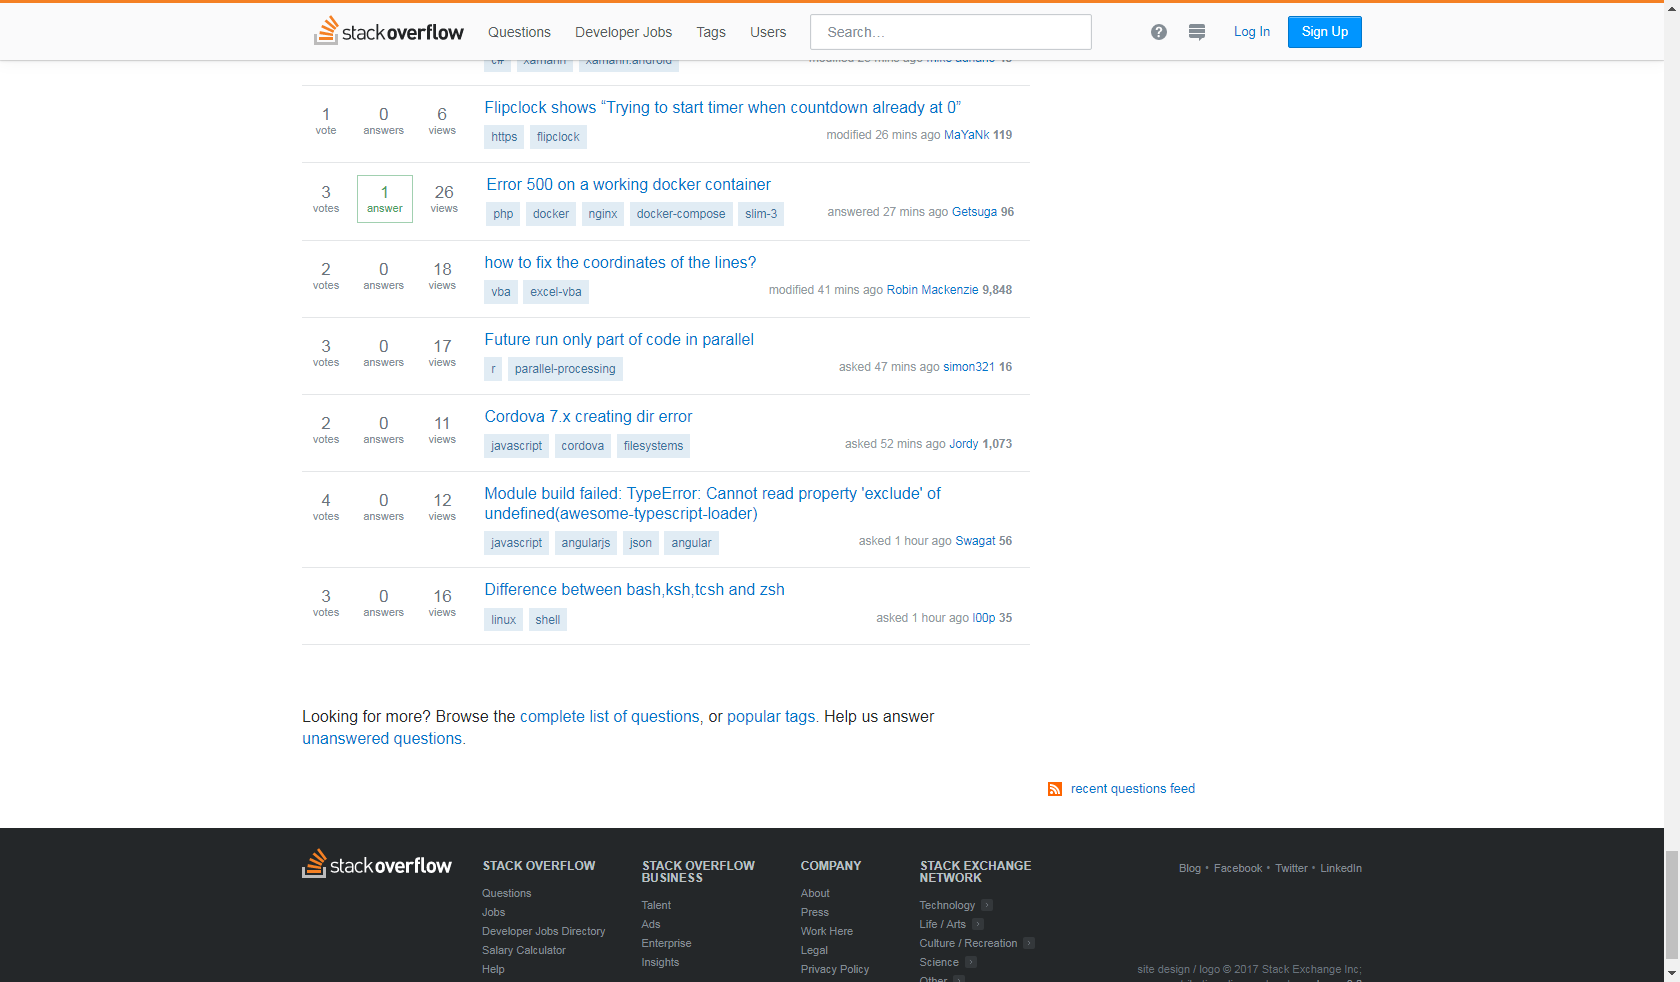 stackoverflow Questions Developer Jobs Tags Users Search... Log In Sign Up
c# xamarin xamarin.android
1 vote 0 answers 6 views
Flipclock shows “Trying to start timer when countdown already at 0”
https flipclock
modified 26 mins ago MaYaNk 119
3 votes 1 answer 26 views
Error 500 on a working docker container
php docker nginx docker-compose slim-3
answered 27 mins ago Getsuga 96
2 votes 0 answers 18 views
how to fix the coordinates of the lines?
vba excel-vba
modified 41 mins ago Robin Mackenzie 9,848
3 votes 0 answers 17 views
Future run only part of code in parallel
r parallel-processing
asked 47 mins ago simon321 16
2 votes 0 answers 11 views
Cordova 7.x creating dir error
javascript cordova filesystems
asked 52 mins ago Jordy 1,073
4 votes 0 answers 12 views
Module build failed: TypeError: Cannot read property 'exclude' of
undefined(awesome-typescript-loader)
javascript angularjs json angular
asked 1 hour ago Swagat 56
3 votes 0 answers 16 views
Difference between bash,ksh,tcsh and zsh
linux shell
asked 1 hour ago l00p 35
Looking for more? Browse the complete list of questions, or popular tags. Help us answer
unanswered questions.
recent questions feed
stackoverflow
STACK OVERFLOW
Questions
Jobs
Developer Jobs Directory
Salary Calculator
Help
STACK OVERFLOW
BUSINESS
Talent
Ads
Enterprise
Insights
COMPANY
About
Press
Work Here
Legal
Privacy Policy
STACK EXCHANGE
NETWORK
Technology
Life / Arts
Culture / Recreation
Science
Other
Blog • Facebook • Twitter • LinkedIn
site design / logo © 2017 Stack Exchange Inc;